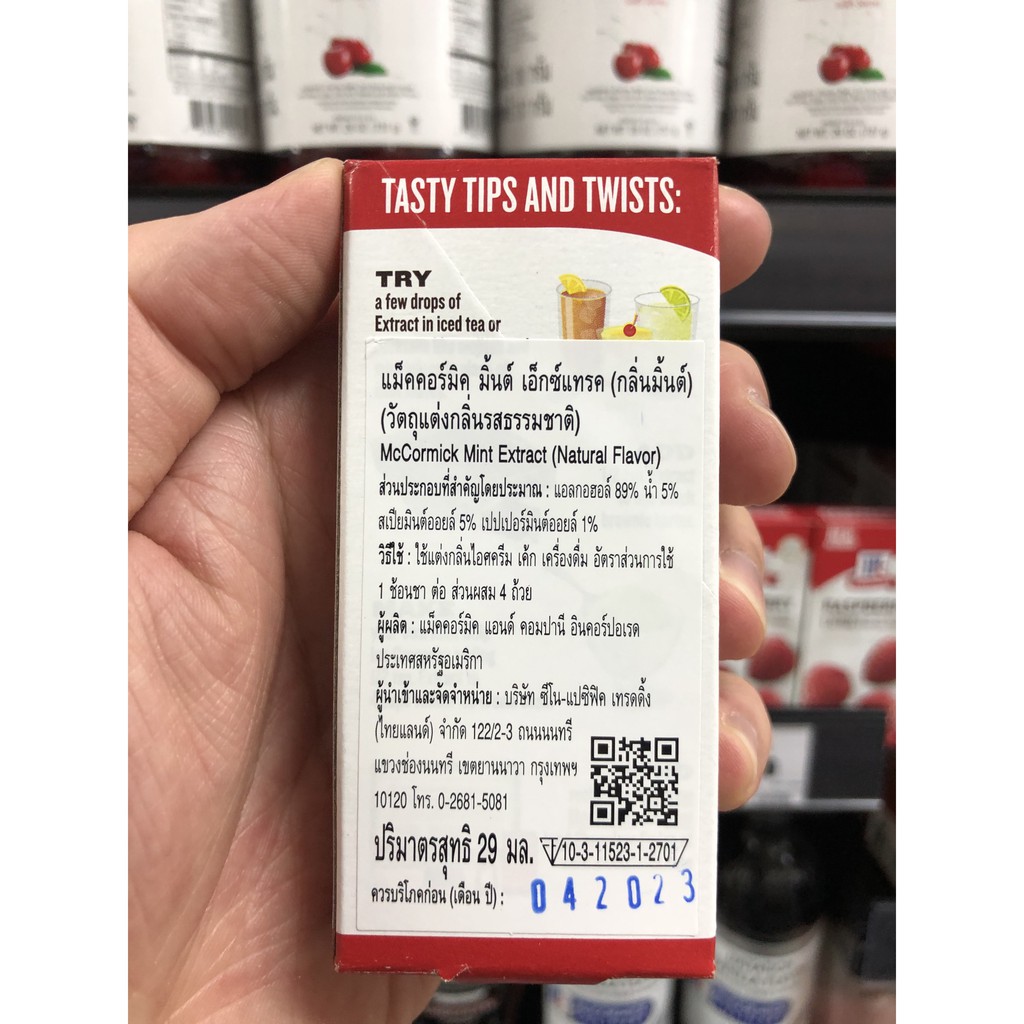 TASTY TIPS AND TWISTS:
TRY
a few drops of
Extract in iced tea or
แม็คคอร์มิค มิ้นต์ เอ็กซ์แทรค (กลิ่นมิ้นต์)
(วัตถุแต่งกลิ่นรสธรรมชาติ)
McCormick Mint Extract (Natural Flavor)
ส่วนประกอบที่สำคัญโดยประมาณ : แอลกอฮอล์ 89% น้ำ 5%
สเปียมินต์ออยล์ 5% เปปเปอร์มินต์ออยล์ 1%
วิธีใช้ : ใช้แต่งกลิ่นไอศครีม เค้ก เครื่องดื่ม อัตราส่วนการใช้
1 ช้อนชา ต่อ ส่วนผสม 4 ถ้วย
ผู้ผลิต : แม็คคอร์มิค แอนด์ คอมปานี อินคอร์ปอเรด
ประเทศสหรัฐอเมริกา
ผู้นำเข้าและจัดจำหน่าย : บริษัท ซีโน-แปซิฟิค เทรดดิ้ง
(ไทยแลนด์) จำกัด 122/2-3 ถนนนนทรี
แขวงช่องนนทรี เขตยานนาวา กรุงเทพฯ
10120 โทร. 0-2681-5081
ปริมาตรสุทธิ 29 มล.
10-3-11523-1-2701
ควรบริโภคก่อน (เดือน ปี) : 042023